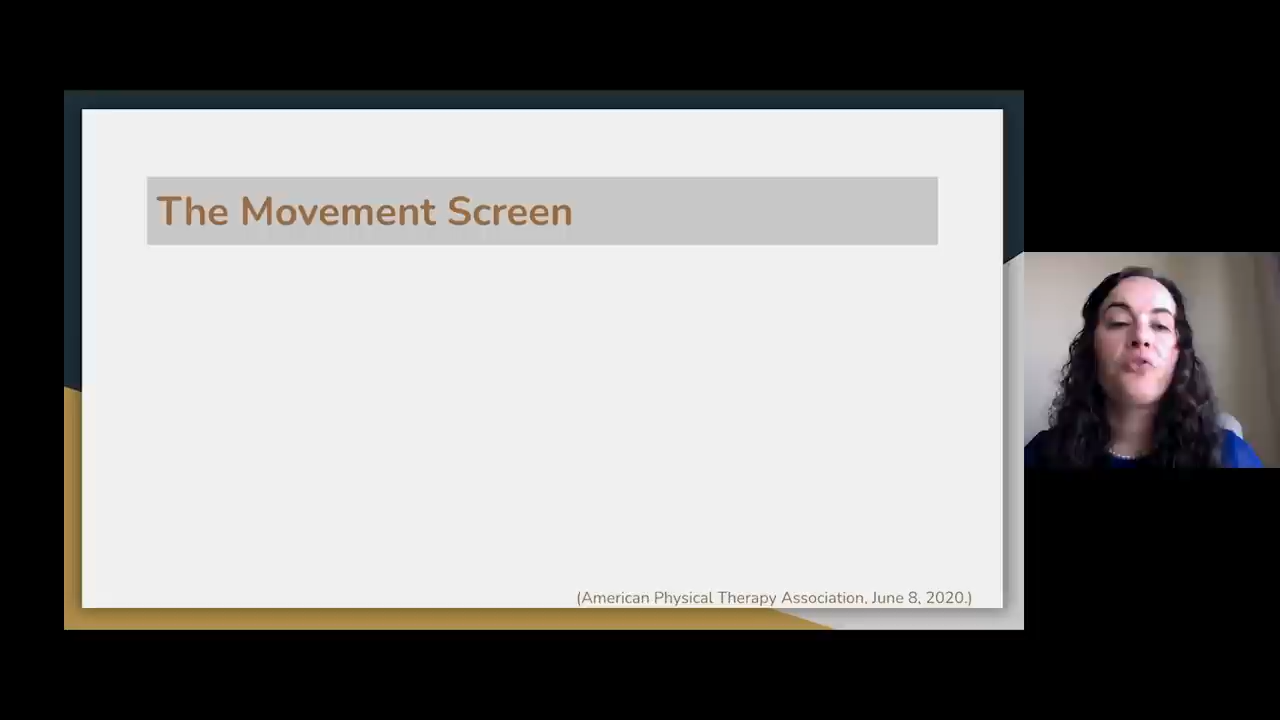 The Movement Screen
(American Physical Therapy Association, June 8, 2020.)